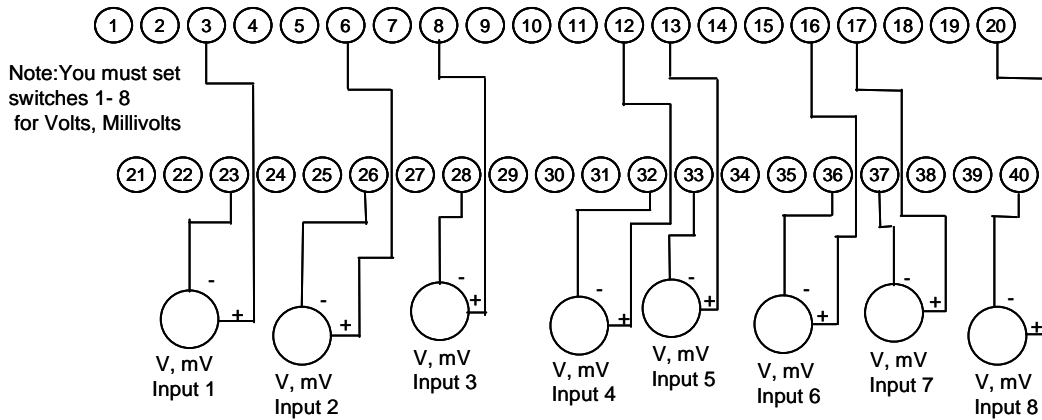 1 2 3 4 5 6 7 8 9 10 11 12 13 14 15 16 17 18 19 20
Note:You must set
switches 1- 8
for Volts, Millivolts
21 22 23 24 25 26 27 28 29 30 31 32 33 34 35 36 37 38 39 40
- - - - - - - -
+ + + + + + + +
V, mV
Input 1
V, mV
Input 2
V, mV
Input 3
V, mV
Input 4
V, mV
Input 5
V, mV
Input 6
V, mV
Input 7
V, mV
Input 8